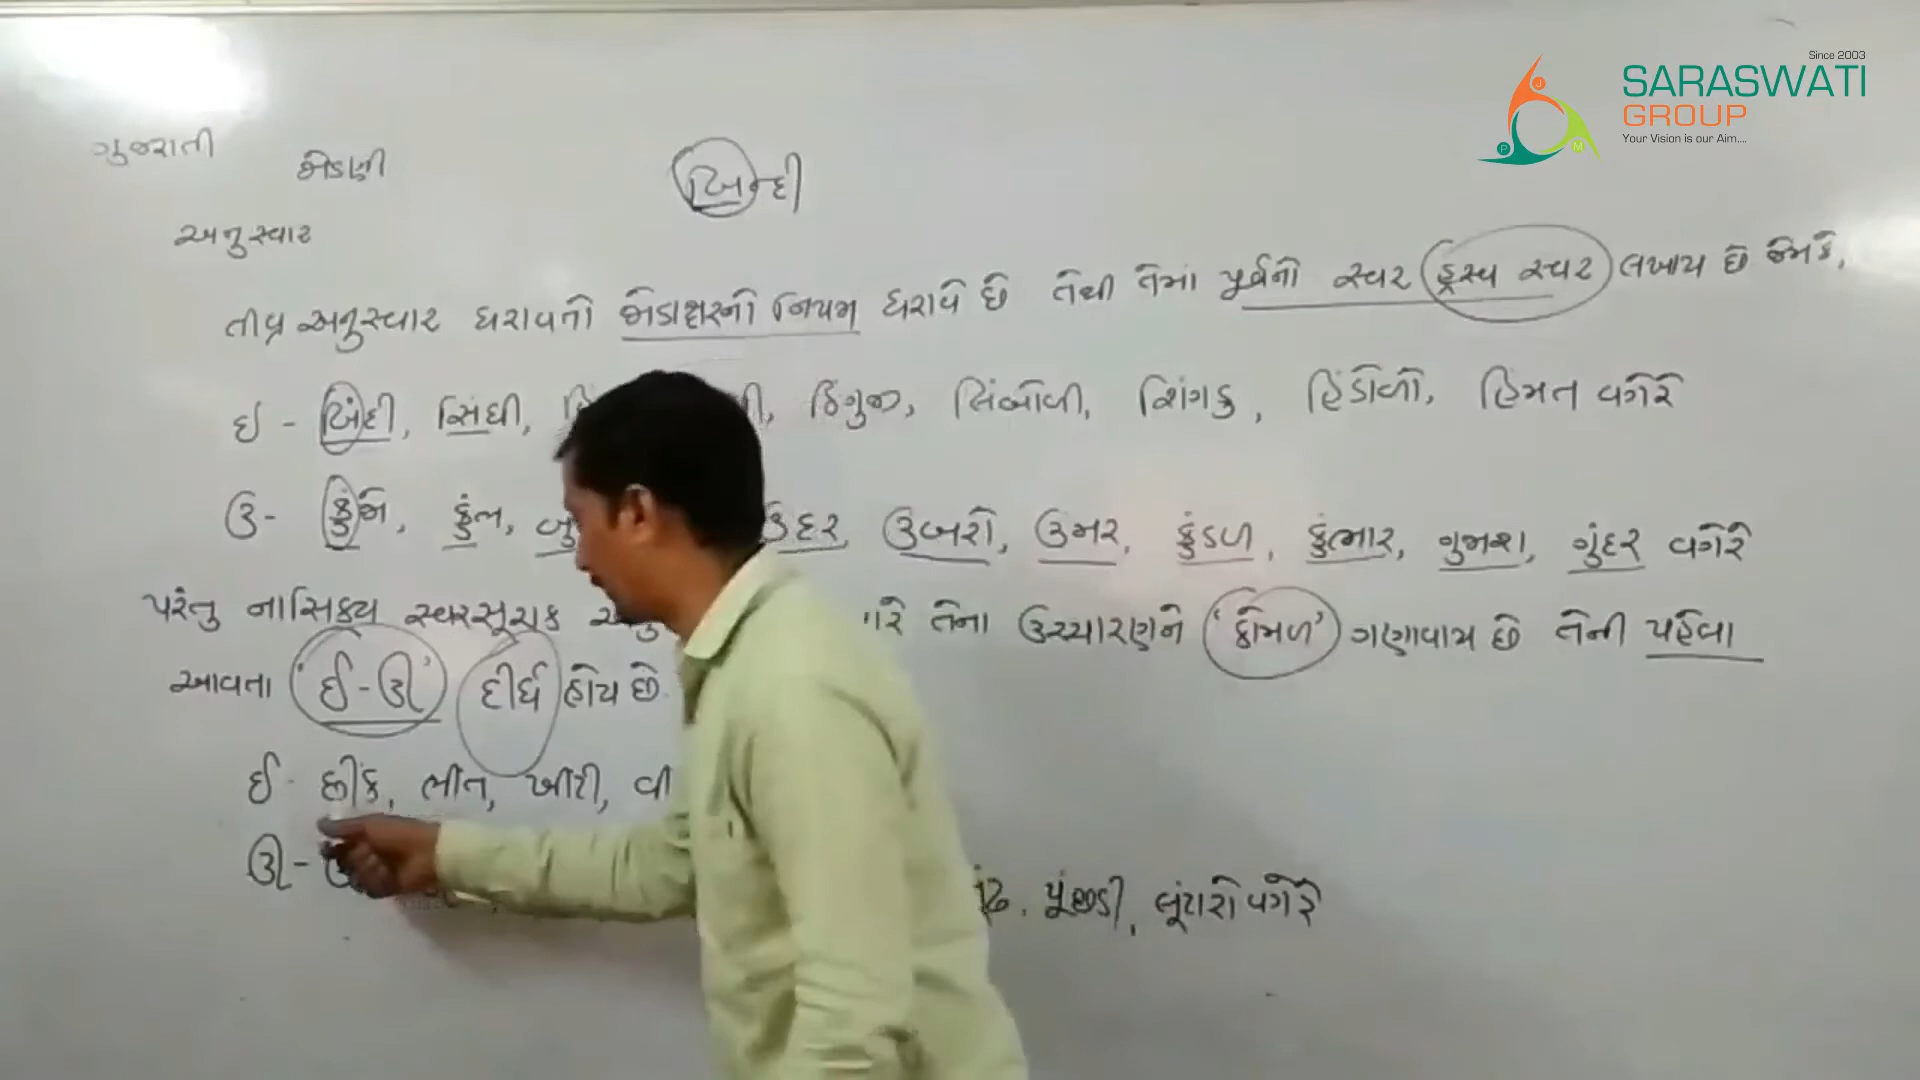 Since 2003
SARASWATI
GROUP
Your Vision is our Aim....
J
P
M
ગુજરાતી
જોડણી
બિન્દી
અનુસ્વાર
તીવ્ર અનુસ્વાર ધરાવતો જોડાક્ષરનો નિયમ ધરાવે છે તેથી તેમાં પૂર્વનો સ્વર હ્રસ્વ સ્વર લખાય છે જેમકે,
ઇ - બિંદી, સિંધી, ઠિંગુજી, લિંબોળી, શિંગડુ, હિંડોળો, હિંમત વગેરે
ઉ - કુંજ, કુંભ, ઉંદર, ઉંબરો, ઉંમર, કુંડળ, કુંભાર, ગુંજાશ, ગુંદર વગેરે
પરંતુ નાસિક્ય સ્વરસૂચક તેના ઉચ્ચારણને 'કોમળ' ગણાવાય છે તેની પહેલા
આવતા 'ઈ - ઊ' દીર્ઘ હોય છે
ઈ - છીંક, ભીંત, ખીંટી,
ઊ - પૂંછડી, લૂંટારો વગેરે